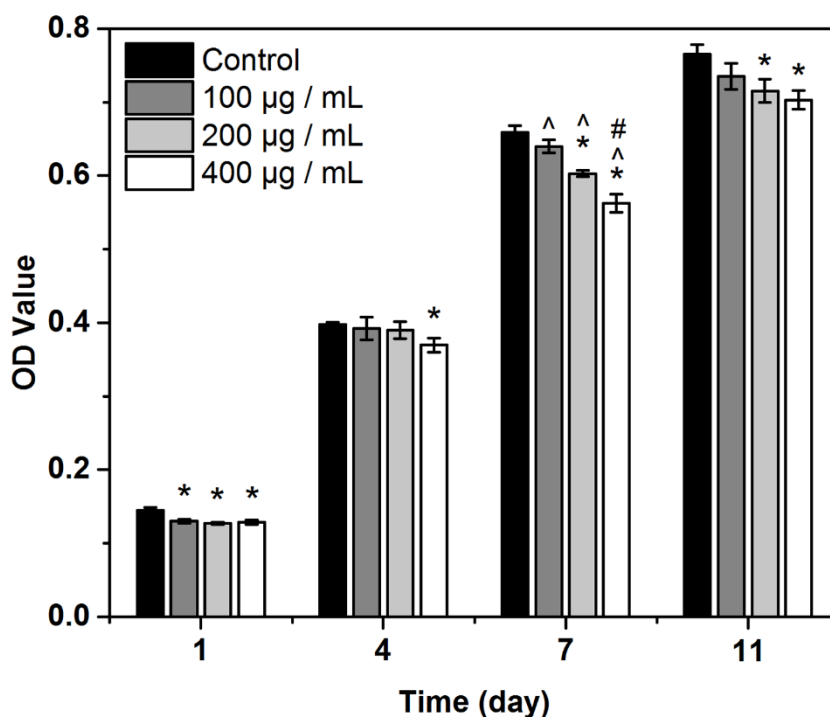 0.8
0.6
0.4
0.2
0.0
OD Value
Control
100 µg / mL
200 µg / mL
400 µg / mL
* * *
*
^
^
*
#
^
*
* *
1 4 7 11
Time (day)